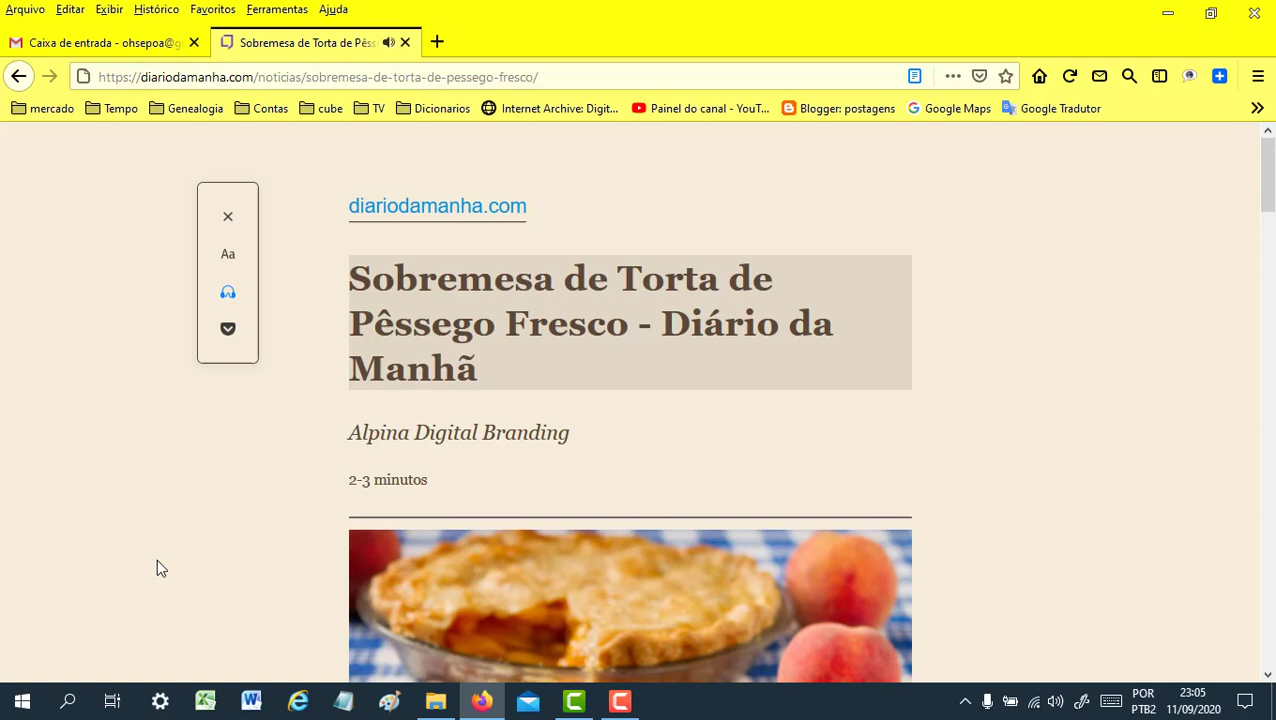 Arquivo Editar Exibir Histórico Favoritos Ferramentas Ajuda
Caixa de entrada - ohsepoa@g
Sobremesa de Torta de Pêss
https://diariodamanha.com/noticias/sobremesa-de-torta-de-pessego-fresco/
mercado Tempo Genealogia Contas cube TV Dicionarios Internet Archive: Digit... Painel do canal - YouT... Blogger: postagens Google Maps Google Tradutor
diariodamanha.com
Aa
Sobremesa de Torta de
Pêssego Fresco - Diário da
Manhã
Alpina Digital Branding
2-3 minutos
POR 23:05
PTB2 11/09/2020